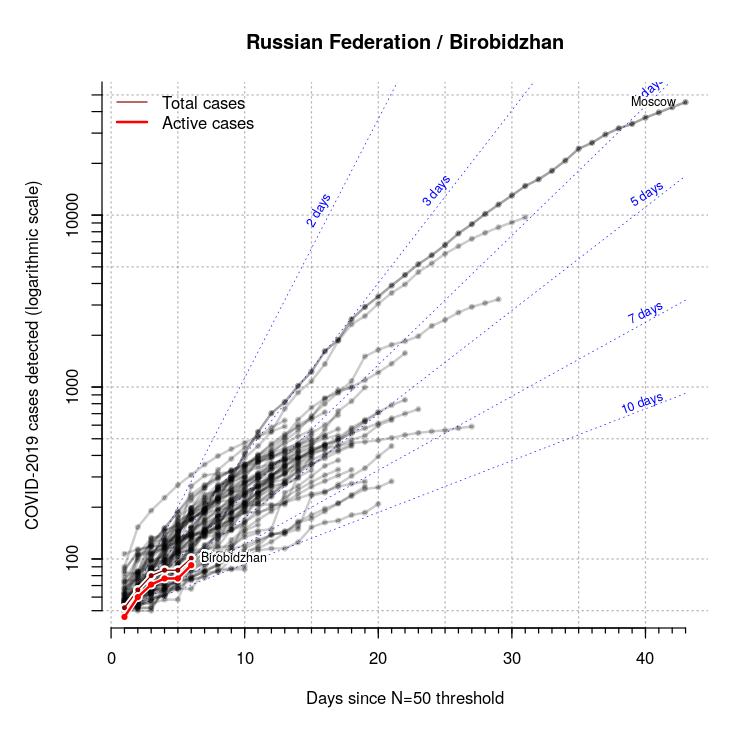 Russian Federation / Birobidzhan
Total cases
Active cases
days
Moscow
2 days
3 days
5 days
7 days
10 days
Birobidzhan
COVID-2019 cases detected (logarithmic scale)
10000
1000
100
0 10 20 30 40
Days since N=50 threshold